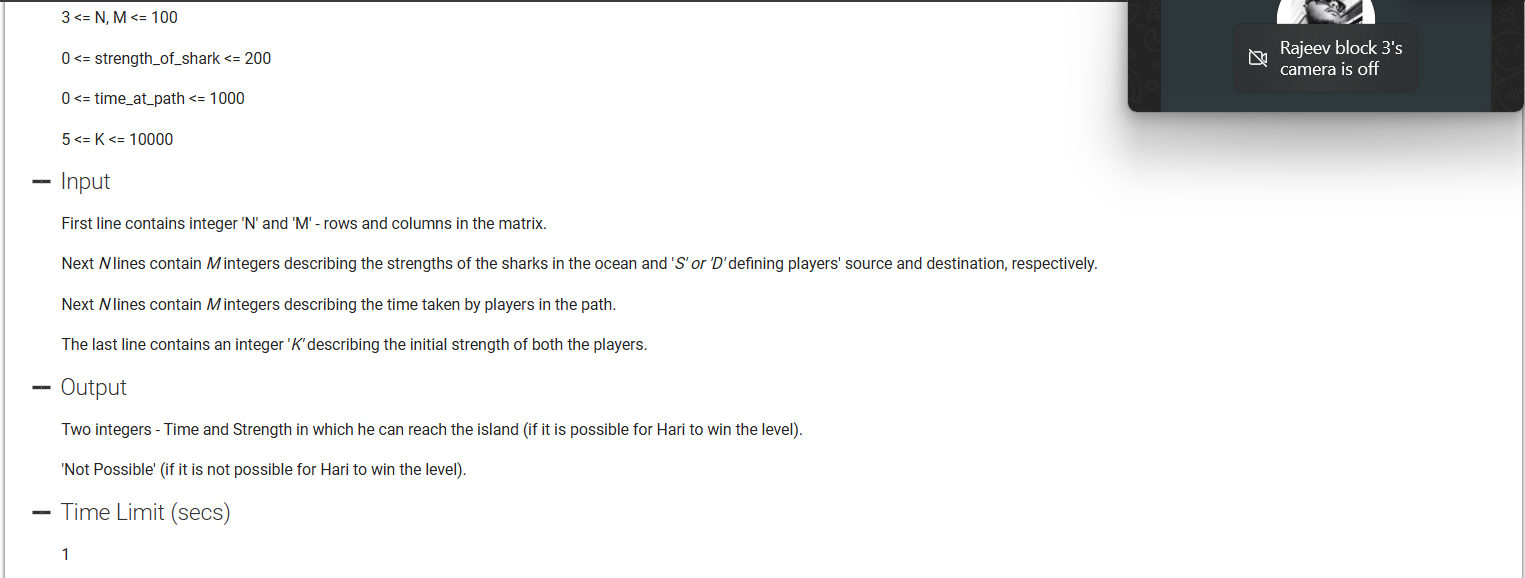 3 <= N, M <= 100
0 <= strength_of_shark <= 200
0 <= time_at_path <= 1000
5 <= K <= 10000
Input
First line contains integer 'N' and 'M' - rows and columns in the matrix.
Next N lines contain M integers describing the strengths of the sharks in the ocean and 'S' or 'D' defining players' source and destination, respectively.
Next N lines contain M integers describing the time taken by players in the path.
The last line contains an integer 'K' describing the initial strength of both the players.
Output
Two integers - Time and Strength in which he can reach the island (if it is possible for Hari to win the level).
'Not Possible' (if it is not possible for Hari to win the level).
Time Limit (secs)
1
Rajeev block 3's
camera is off